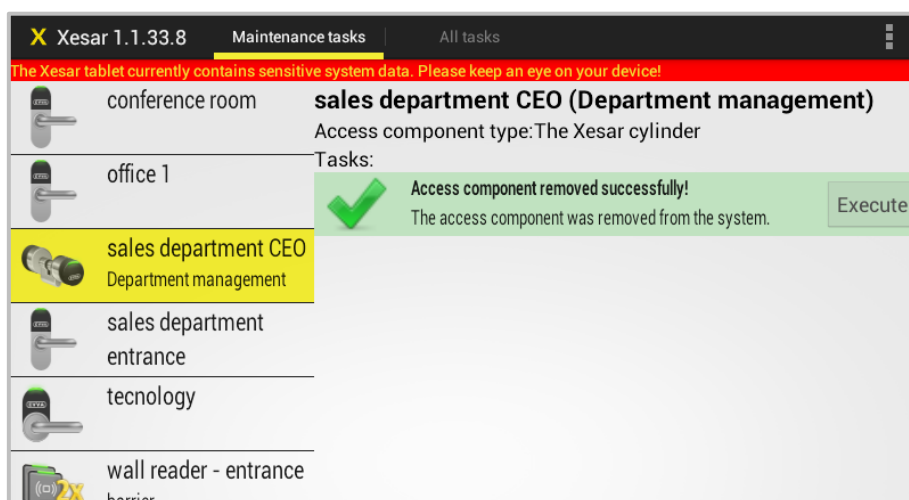 X Xesar 1.1.33.8 Maintenance tasks All tasks
The Xesar tablet currently contains sensitive system data. Please keep an eye on your device!
conference room
office 1
sales department CEO
Department management
sales department
entrance
tecnology
wall reader - entrance
barrier
sales department CEO (Department management)
Access component type:The Xesar cylinder
Tasks:
Access component removed successfully!
The access component was removed from the system.
Execute
2X